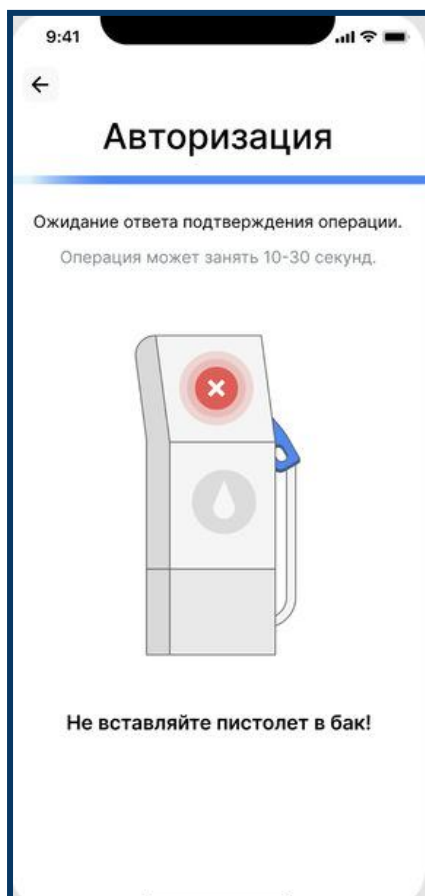 9:41
Авторизация
Ожидание ответа подтверждения операции.
Операция может занять 10-30 секунд.
Не вставляйте пистолет в бак!